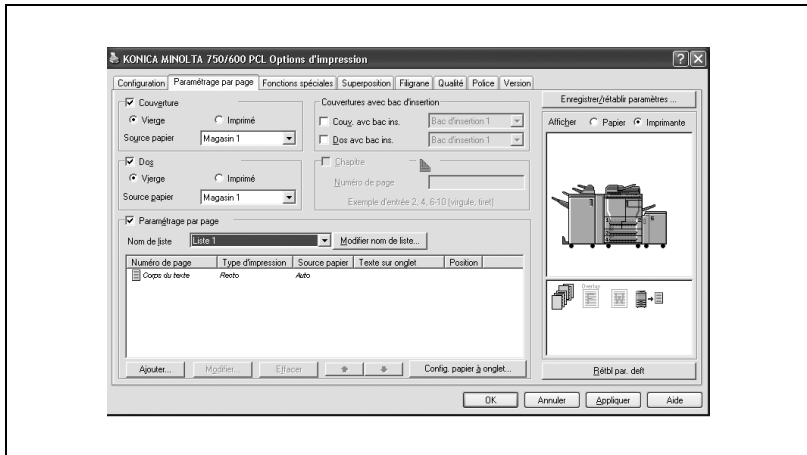 KONICA MINOLTA 750/600 PCL Options d'impression
Configuration Paramétrage par page Fonctions spéciales Superposition Filigrane Qualité Police Version
Couverture
Vierge Imprimé
Source papier Magasin 1
Dos
Vierge Imprimé
Source papier Magasin 1
Couvertures avec bac d'insertion
Couv. avc bac ins. Bac d'insertion 1
Dos avc bac ins. Bac d'insertion 1
Chapitre
Numéro de page
Exemple d'entrée 2, 4, 6-10 (virgule, tiret)
Paramétrage par page
Nom de liste Liste 1 Modifier nom de liste...
Numéro de page Type d'impression Source papier Texte sur onglet Position
Corps du texte Recto Auto
Ajouter... Modifier... Effacer Config. papier à onglet...
Enregistrer/rétablir paramètres ...
Afficher Papier Imprimante
Overlay
Rétbl par. deft
OK Annuler Appliquer Aide